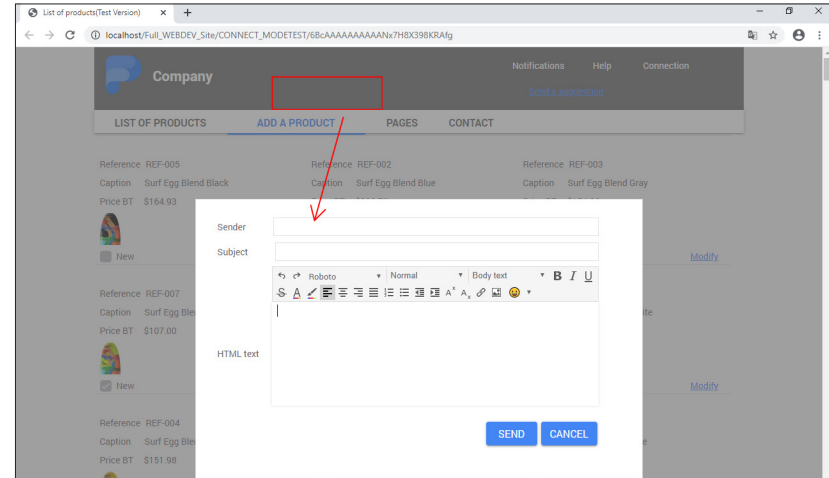 List of products(Test Version)
localhost/Full_WEBDEV_Site/CONNECT_MODETEST/6BcAAAAAAAAANx7H8X398KRAfg
Company
Notifications Help Connection
Send a suggestion
LIST OF PRODUCTS ADD A PRODUCT PAGES CONTACT
Reference REF-005 Reference REF-002 Reference REF-003
Caption Surf Egg Blend Black Caption Surf Egg Blend Blue Caption Surf Egg Blend Gray
Price BT $164.93
Sender
Subject
New Modify
Roboto Normal Body text B I U
S A A A
Reference REF-007
Caption Surf Egg Ble
Price BT $107.00
HTML text
New Modify
Reference REF-004
SEND CANCEL
Caption Surf Egg Ble
Price BT $151.98